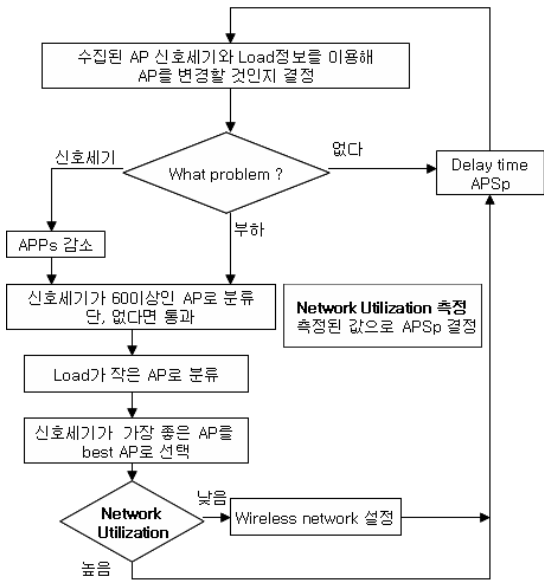 수집된 AP 신호세기와 Load정보를 이용해
AP를 변경할 것인지 결정
신호세기
What problem ?
없다
Delay time
APSp
부하
APPs 감소
신호세기가 60이상인 AP로 분류
단, 없다면 통과
Network Utilization 측정
측정된 값으로 APSp 결정
Load가 작은 AP로 분류
신호세기가 가장 좋은 AP를
best AP로 선택
Network
Utilization
낮음
Wireless network 설정
높음